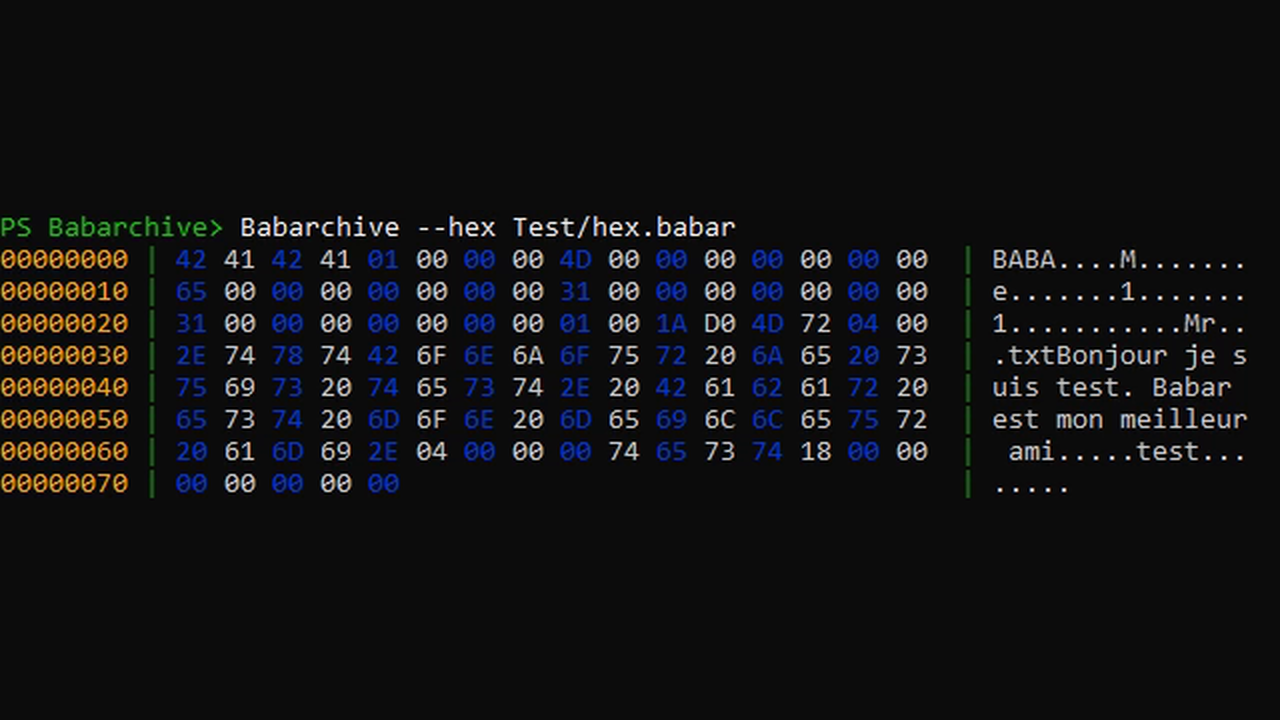 PS Babarchive> Babarchive --hex Test/hex.babar
00000000 | 42 41 42 41 01 00 00 00 4D 00 00 00 00 00 00 00 | BABA....M.......
00000010 | 65 00 00 00 00 00 00 00 31 00 00 00 00 00 00 00 | e.......1.......
00000020 | 31 00 00 00 00 00 00 00 01 00 1A D0 4D 72 04 00 | 1...........Mr..
00000030 | 2E 74 78 74 42 6F 6E 6A 6F 75 72 20 6A 65 20 73 | .txtBonjour je s
00000040 | 75 69 73 20 74 65 73 74 2E 20 42 61 62 61 72 20 | uis test. Babar
00000050 | 65 73 74 20 6D 6F 6E 20 6D 65 69 6C 6C 65 75 72 | est mon meilleur
00000060 | 20 61 6D 69 2E 04 00 00 00 74 65 73 74 18 00 00 |  ami.....test...
00000070 | 00 00 00 00 00 | .....